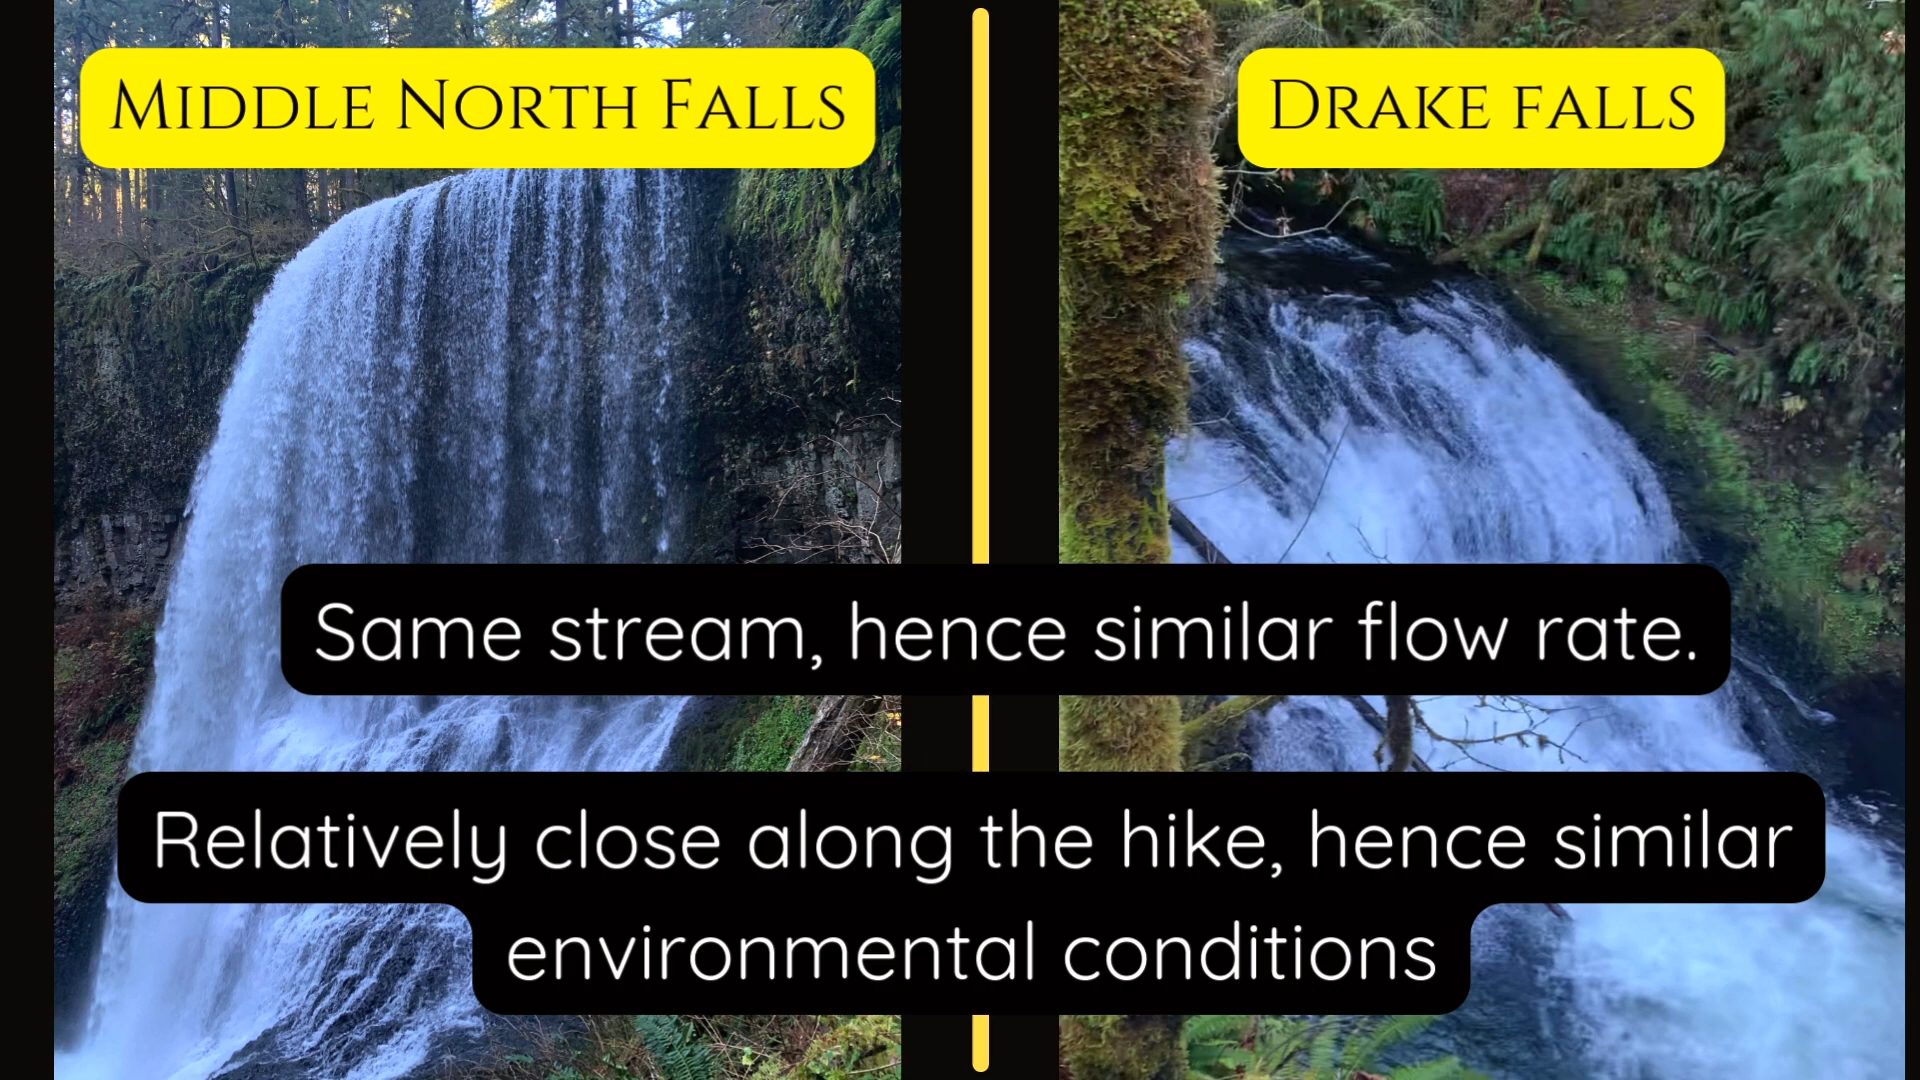 Middle North Falls
Drake falls
Same stream, hence similar flow rate.
Relatively close along the hike, hence similar
environmental conditions